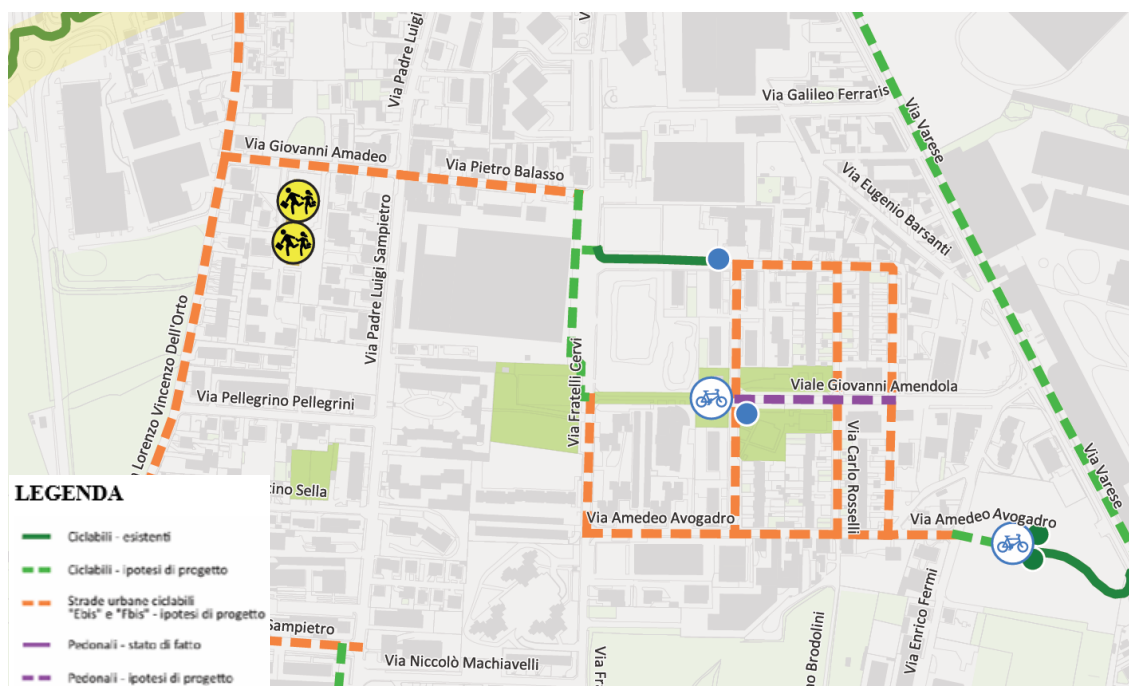 Via Padre Luigi
V
Via Galileo Ferraris
Via Varese
Via Giovanni Amadeo
Via Pietro Balasso
Via Eugenio Barsanti
Via Padre Luigi Sampietro
o Lorenzo Vincenzo Dell'Orto
Via Fratelli Cervi
Viale Giovanni Amendola
Via Pellegrino Pellegrini
Via Carlo Rosselli
Via Varese
tino Sella
Via Amedeo Avogadro
Via Amedeo Avogadro
Via Enrico Fermi
no Brodolini
Sampietro
Via Niccolò Machiavelli
Via Fra
LEGENDA
Ciclabili - esistenti
Ciclabili - ipotesi di progetto
Strade urbane ciclabili
"Ebis" e "Fbis" - ipotesi di progetto
Pedonali - stato di fatto
Pedonali - ipotesi di progetto